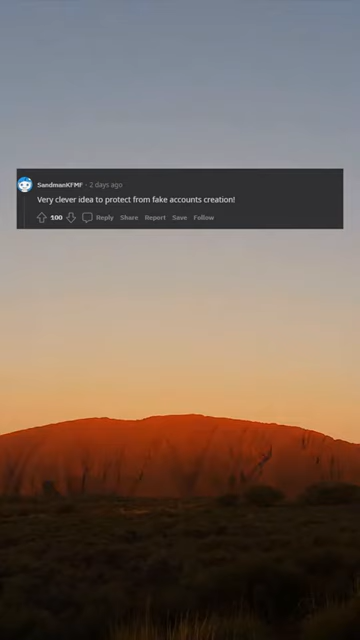 SandmanKFMF · 2 days ago
Very clever idea to protect from fake accounts creation!
100 Reply Share Report Save Follow